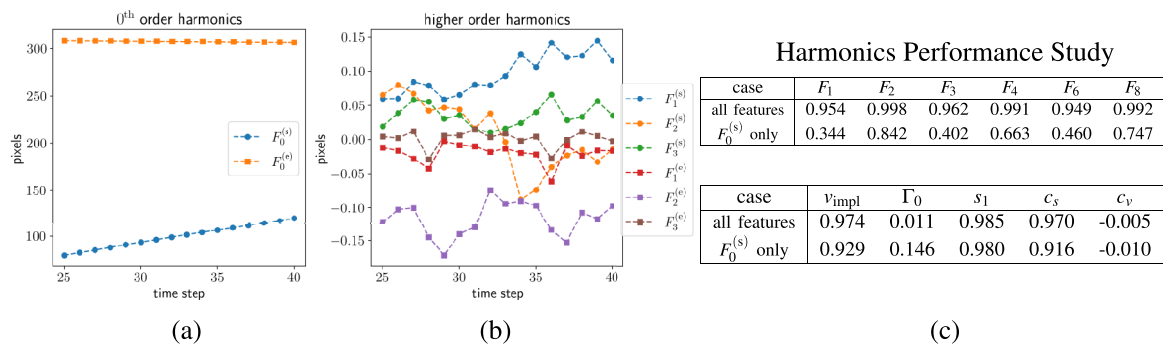 0th order harmonics
300
250
200
150
100
25 30 35 40
pixels
time step
F0(s)
F0(e)
(a)
higher order harmonics
0.15
0.10
0.05
0.00
−0.05
−0.10
−0.15
25 30 35 40
pixels
time step
F1(s)
F2(s)
F3(s)
F1(e)
F2(e)
F3(e)
(b)
Harmonics Performance Study
case F1 F2 F3 F4 F6 F8
all features 0.954 0.998 0.962 0.991 0.949 0.992
F0(s) only 0.344 0.842 0.402 0.663 0.460 0.747
case vimpl Γ0 s1 cs cv
all features 0.974 0.011 0.985 0.970 -0.005
F0(s) only 0.929 0.146 0.980 0.916 -0.010
(c)